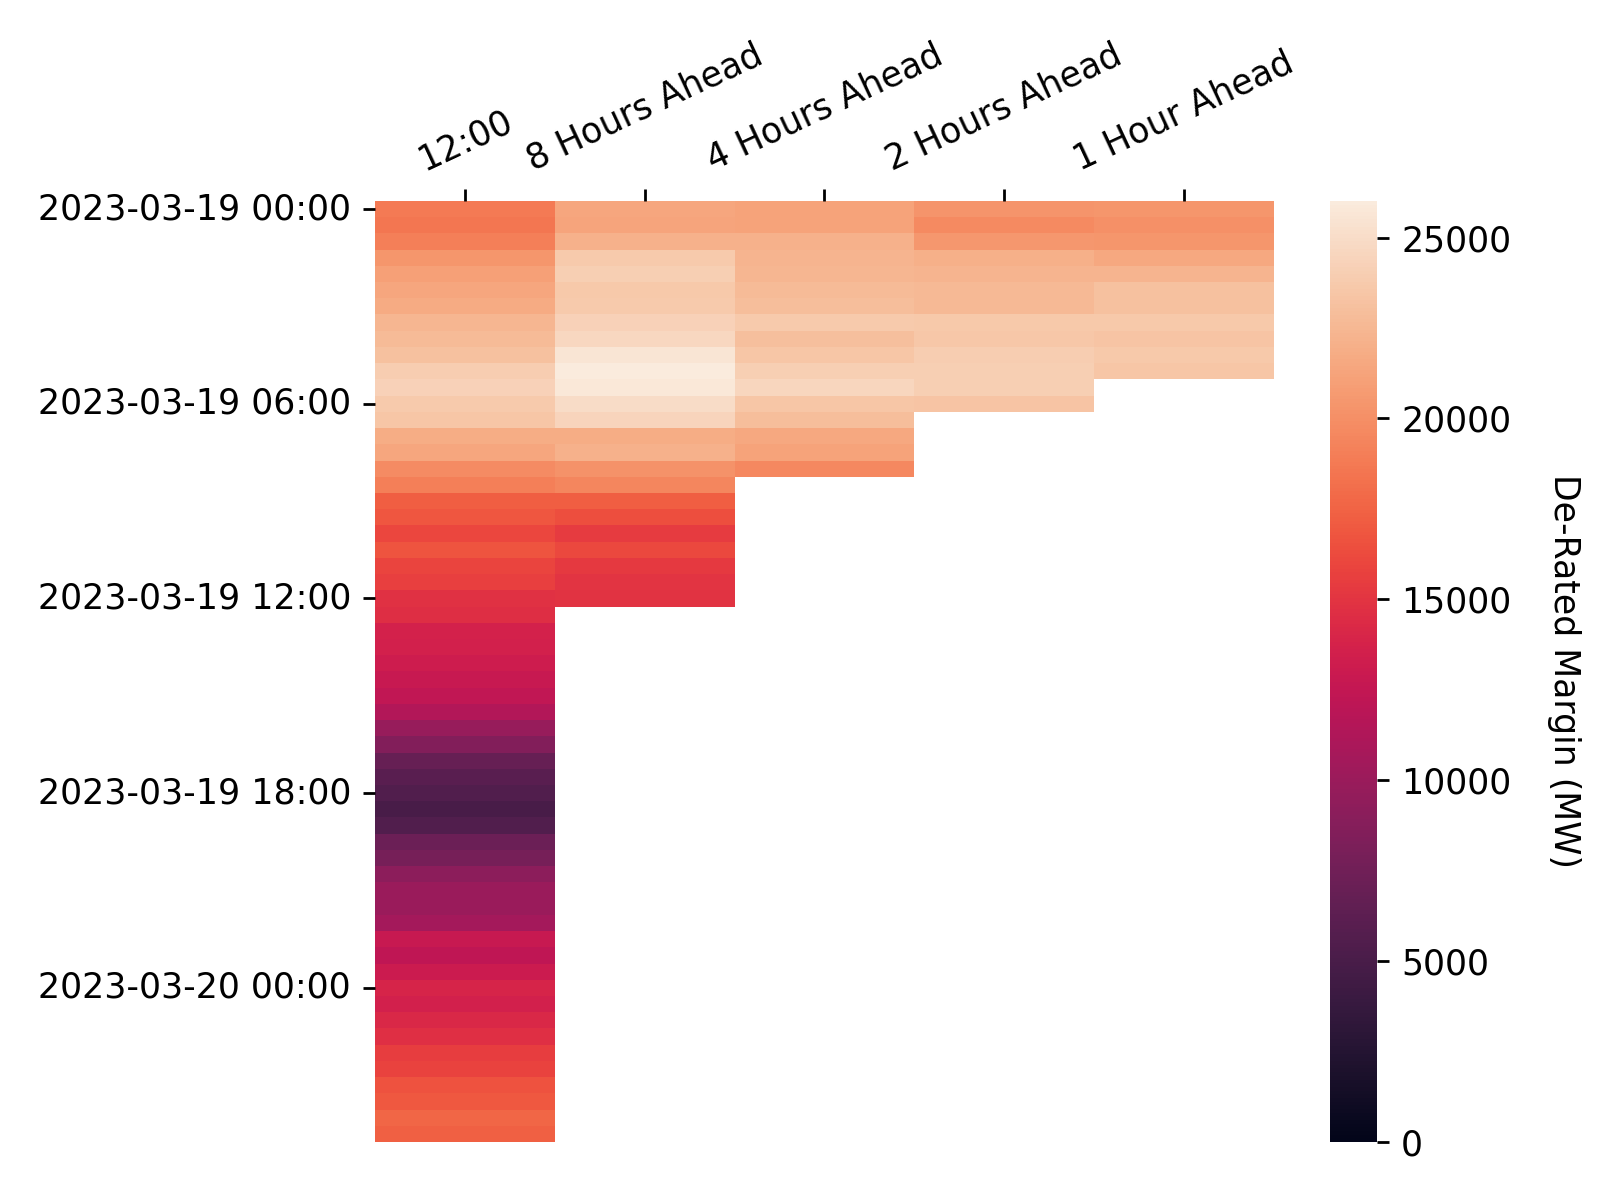 12:00
8 Hours Ahead
4 Hours Ahead
2 Hours Ahead
1 Hour Ahead
2023-03-19 00:00
2023-03-19 06:00
2023-03-19 12:00
2023-03-19 18:00
2023-03-20 00:00
25000
20000
15000
10000
5000
0
De-Rated Margin (MW)